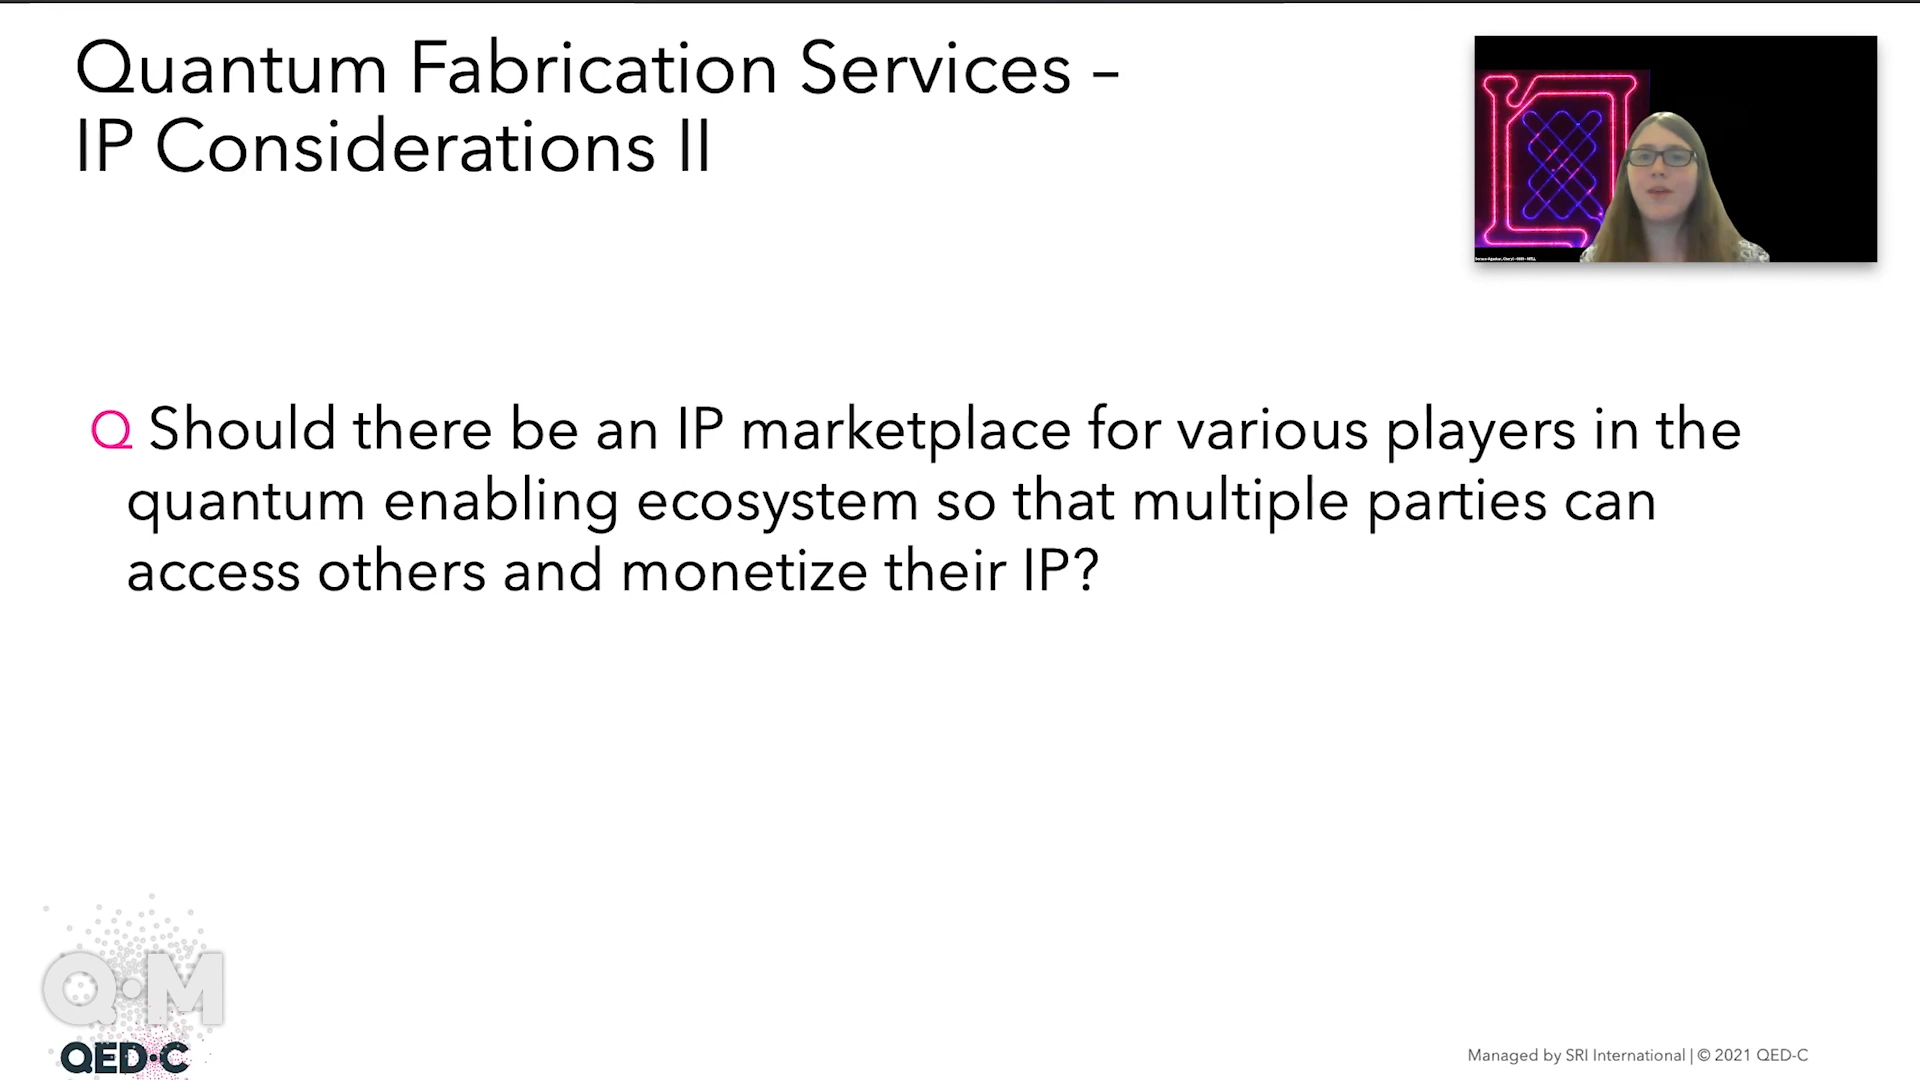 Quantum Fabrication Services –
IP Considerations II
Q Should there be an IP marketplace for various players in the
quantum enabling ecosystem so that multiple parties can
access others and monetize their IP?
Q·M
QED·C
Managed by SRI International | © 2021 QED-C